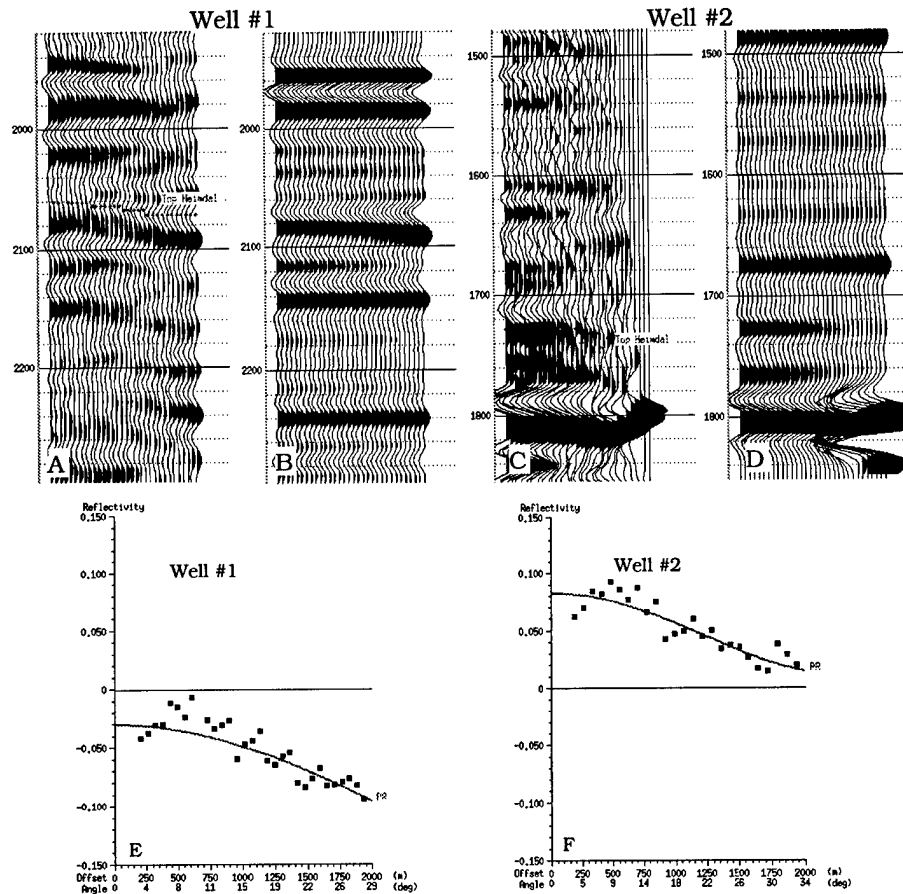 Well #1
Well #2
2000
2100
2200
Top Heimdal
A
2000
2100
2200
B
1500
1600
1700
1800
Top Heimdal
C
1500
1600
1700
1800
D
Reflectivity
0.150
0.100
0.050
0
-0.050
-0.100
-0.150
Well #1
PR
E
0 250 500 750 1000 1250 1500 1750 2000 (m)
Offset
Angle
0 4 8 11 15 19 22 26 29 (deg)
Reflectivity
0.150
0.100
0.050
0
-0.050
-0.100
-0.150
Well #2
PR
F
0 250 500 750 1000 1250 1500 1750 2000 (m)
Offset
Angle
0 5 9 14 18 22 26 30 34 (deg)